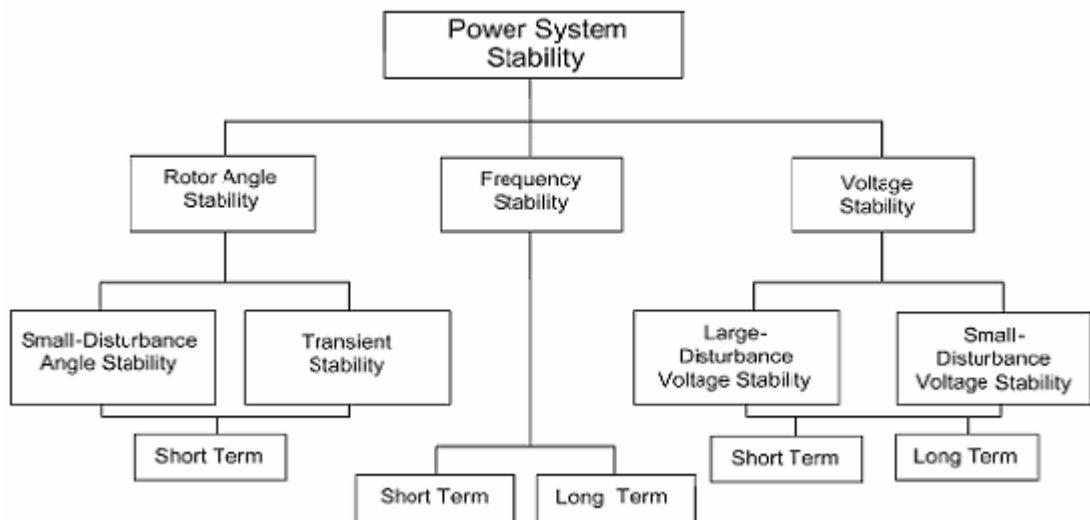 Power System
Stability
Rotor Angle
Stability
Frequency
Stability
Voltage
Stability
Small-Disturbance
Angle Stability
Transient
Stability
Large-
Disturbance
Voltage Stability
Small-
Disturbance
Voltage Stability
Short Term
Short Term
Long Term
Short Term
Long Term